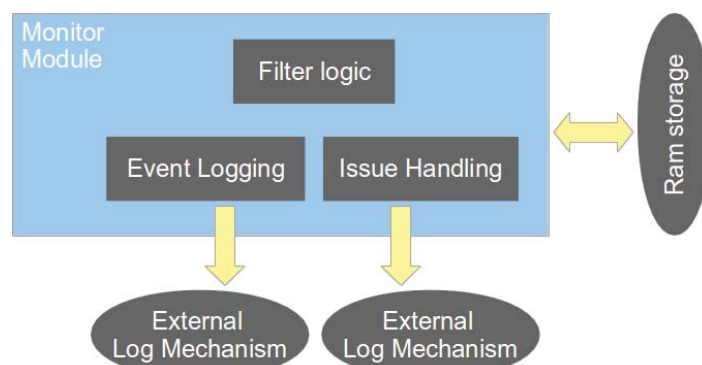 Monitor
Module
Filter logic
Event Logging
Issue Handling
Ram storage
External
Log Mechanism
External
Log Mechanism